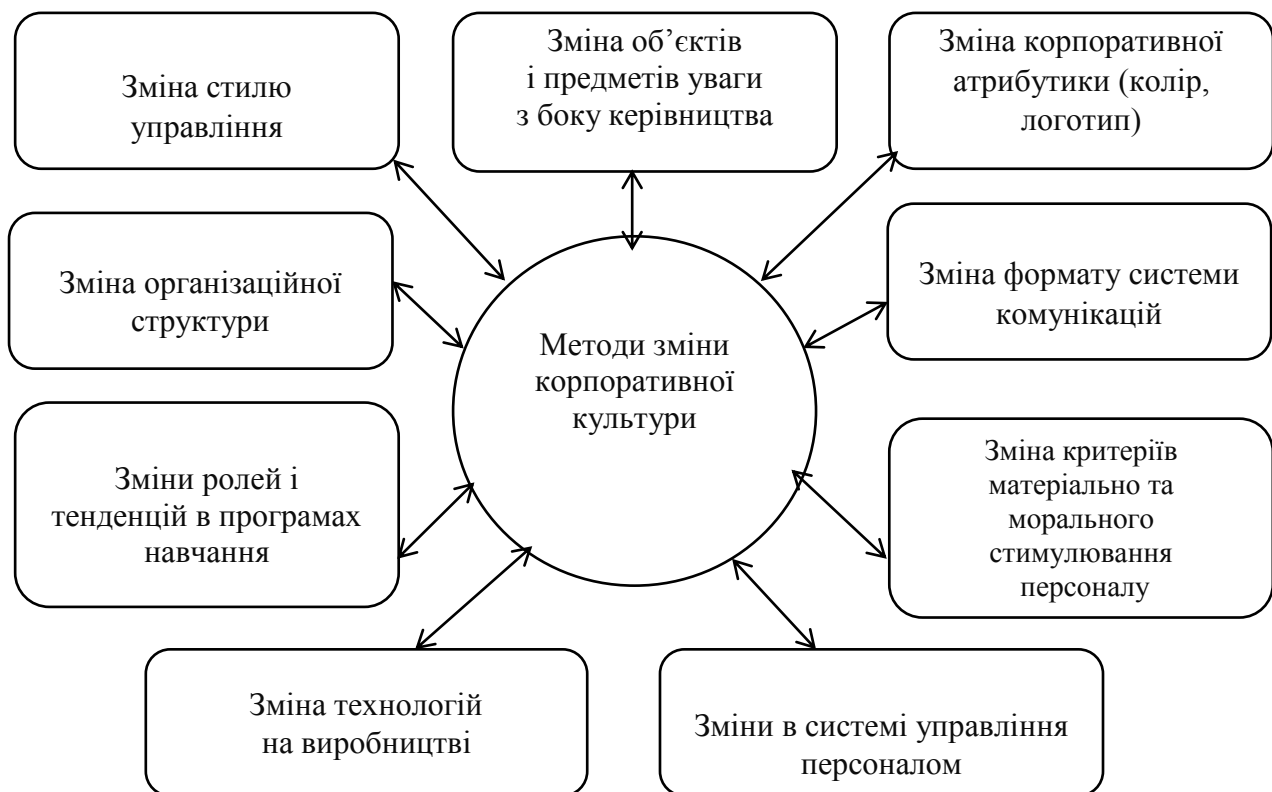 Зміна стилю
управління
Зміна об’єктів
і предметів уваги
з боку керівництва
Зміна корпоративної
атрибутики (колір,
логотип)
Зміна організаційної
структури
Зміна формату системи
комунікацій
Методи зміни
корпоративної
культури
Зміни ролей і
тенденцій в програмах
навчання
Зміна критеріїв
матеріально та
морального
стимулювання
персоналу
Зміна технологій
на виробництві
Зміни в системі управління
персоналом